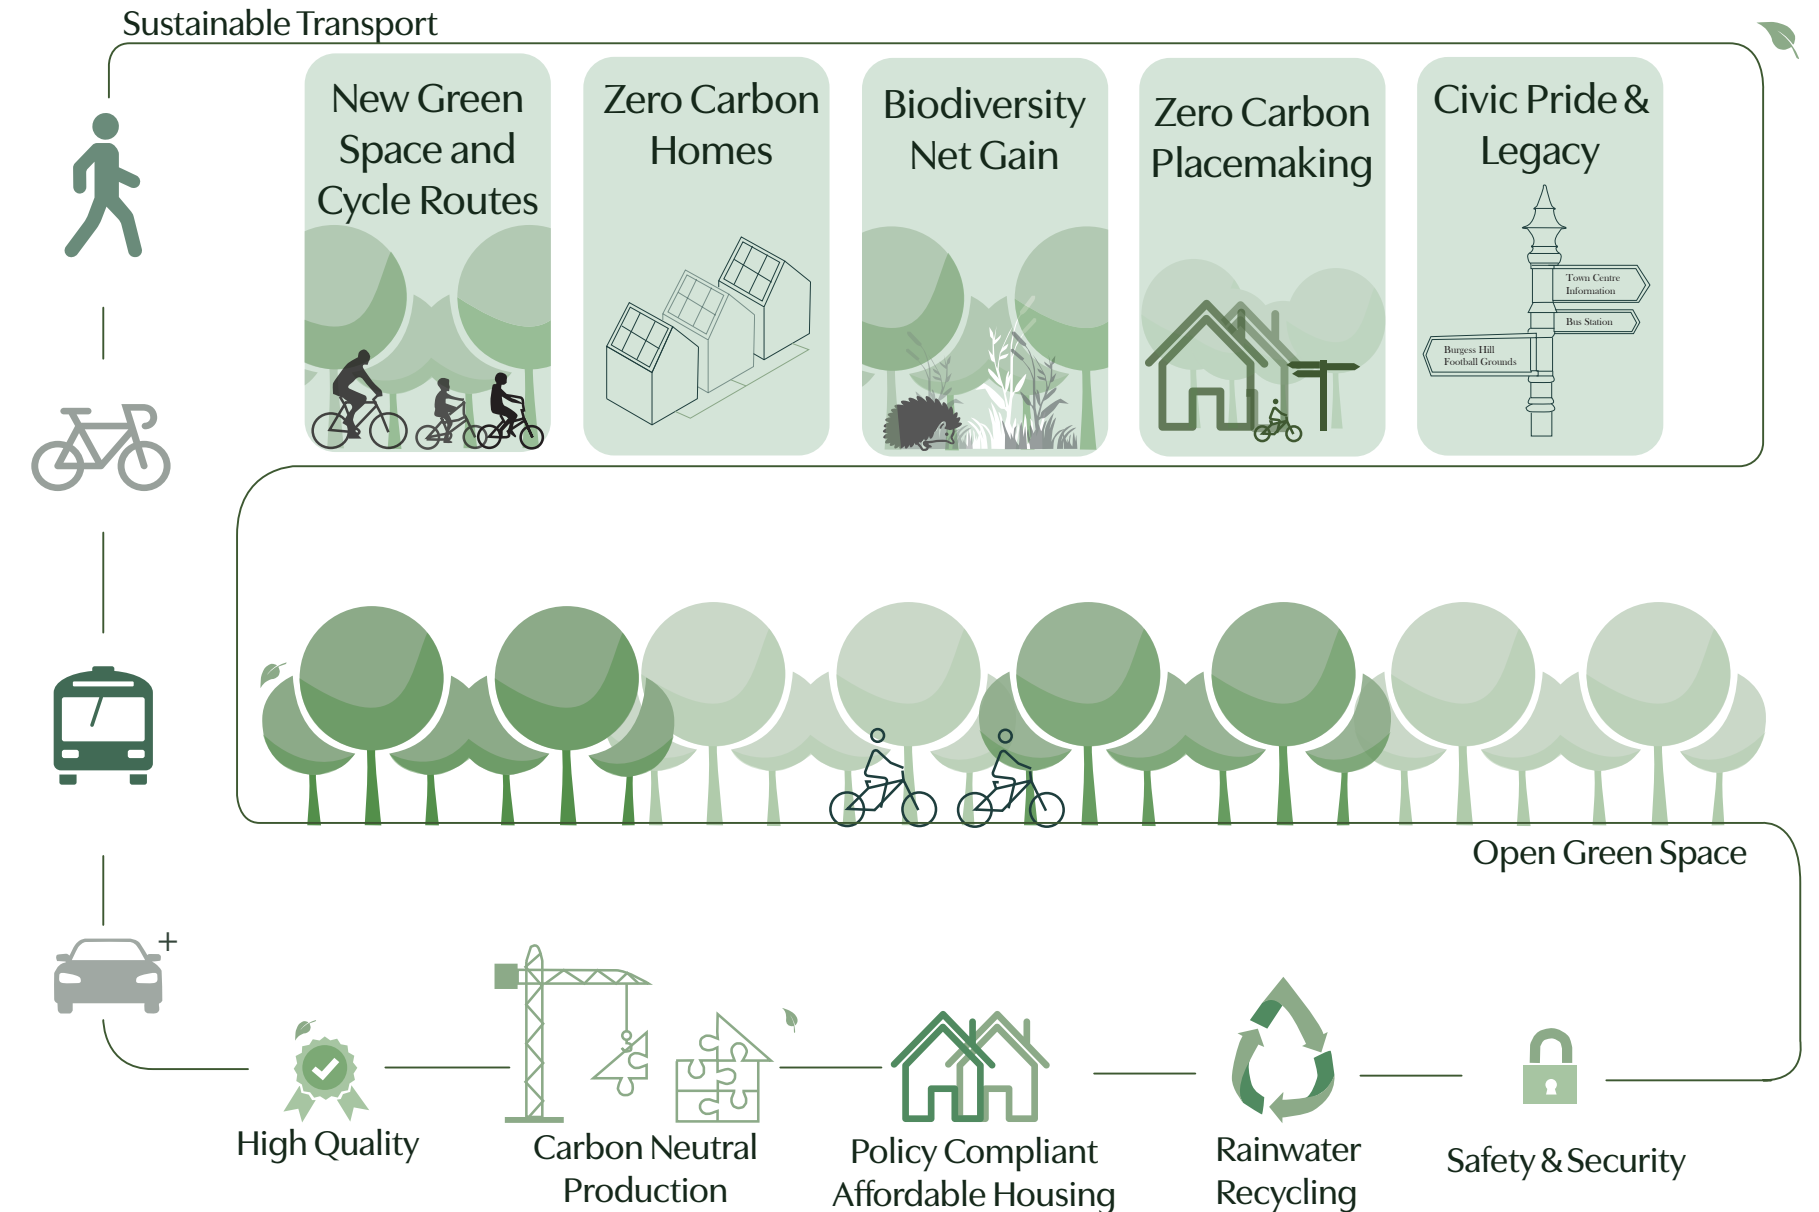 Sustainable Transport
New Green
Space and
Cycle Routes
Zero Carbon
Homes
Biodiversity
Net Gain
Zero Carbon
Placemaking
Civic Pride &
Legacy
Town Centre
Information
Bus Station
Burgess Hill
Football Grounds
Open Green Space
+
High Quality
Carbon Neutral
Production
Policy Compliant
Affordable Housing
Rainwater
Recycling
Safety & Security